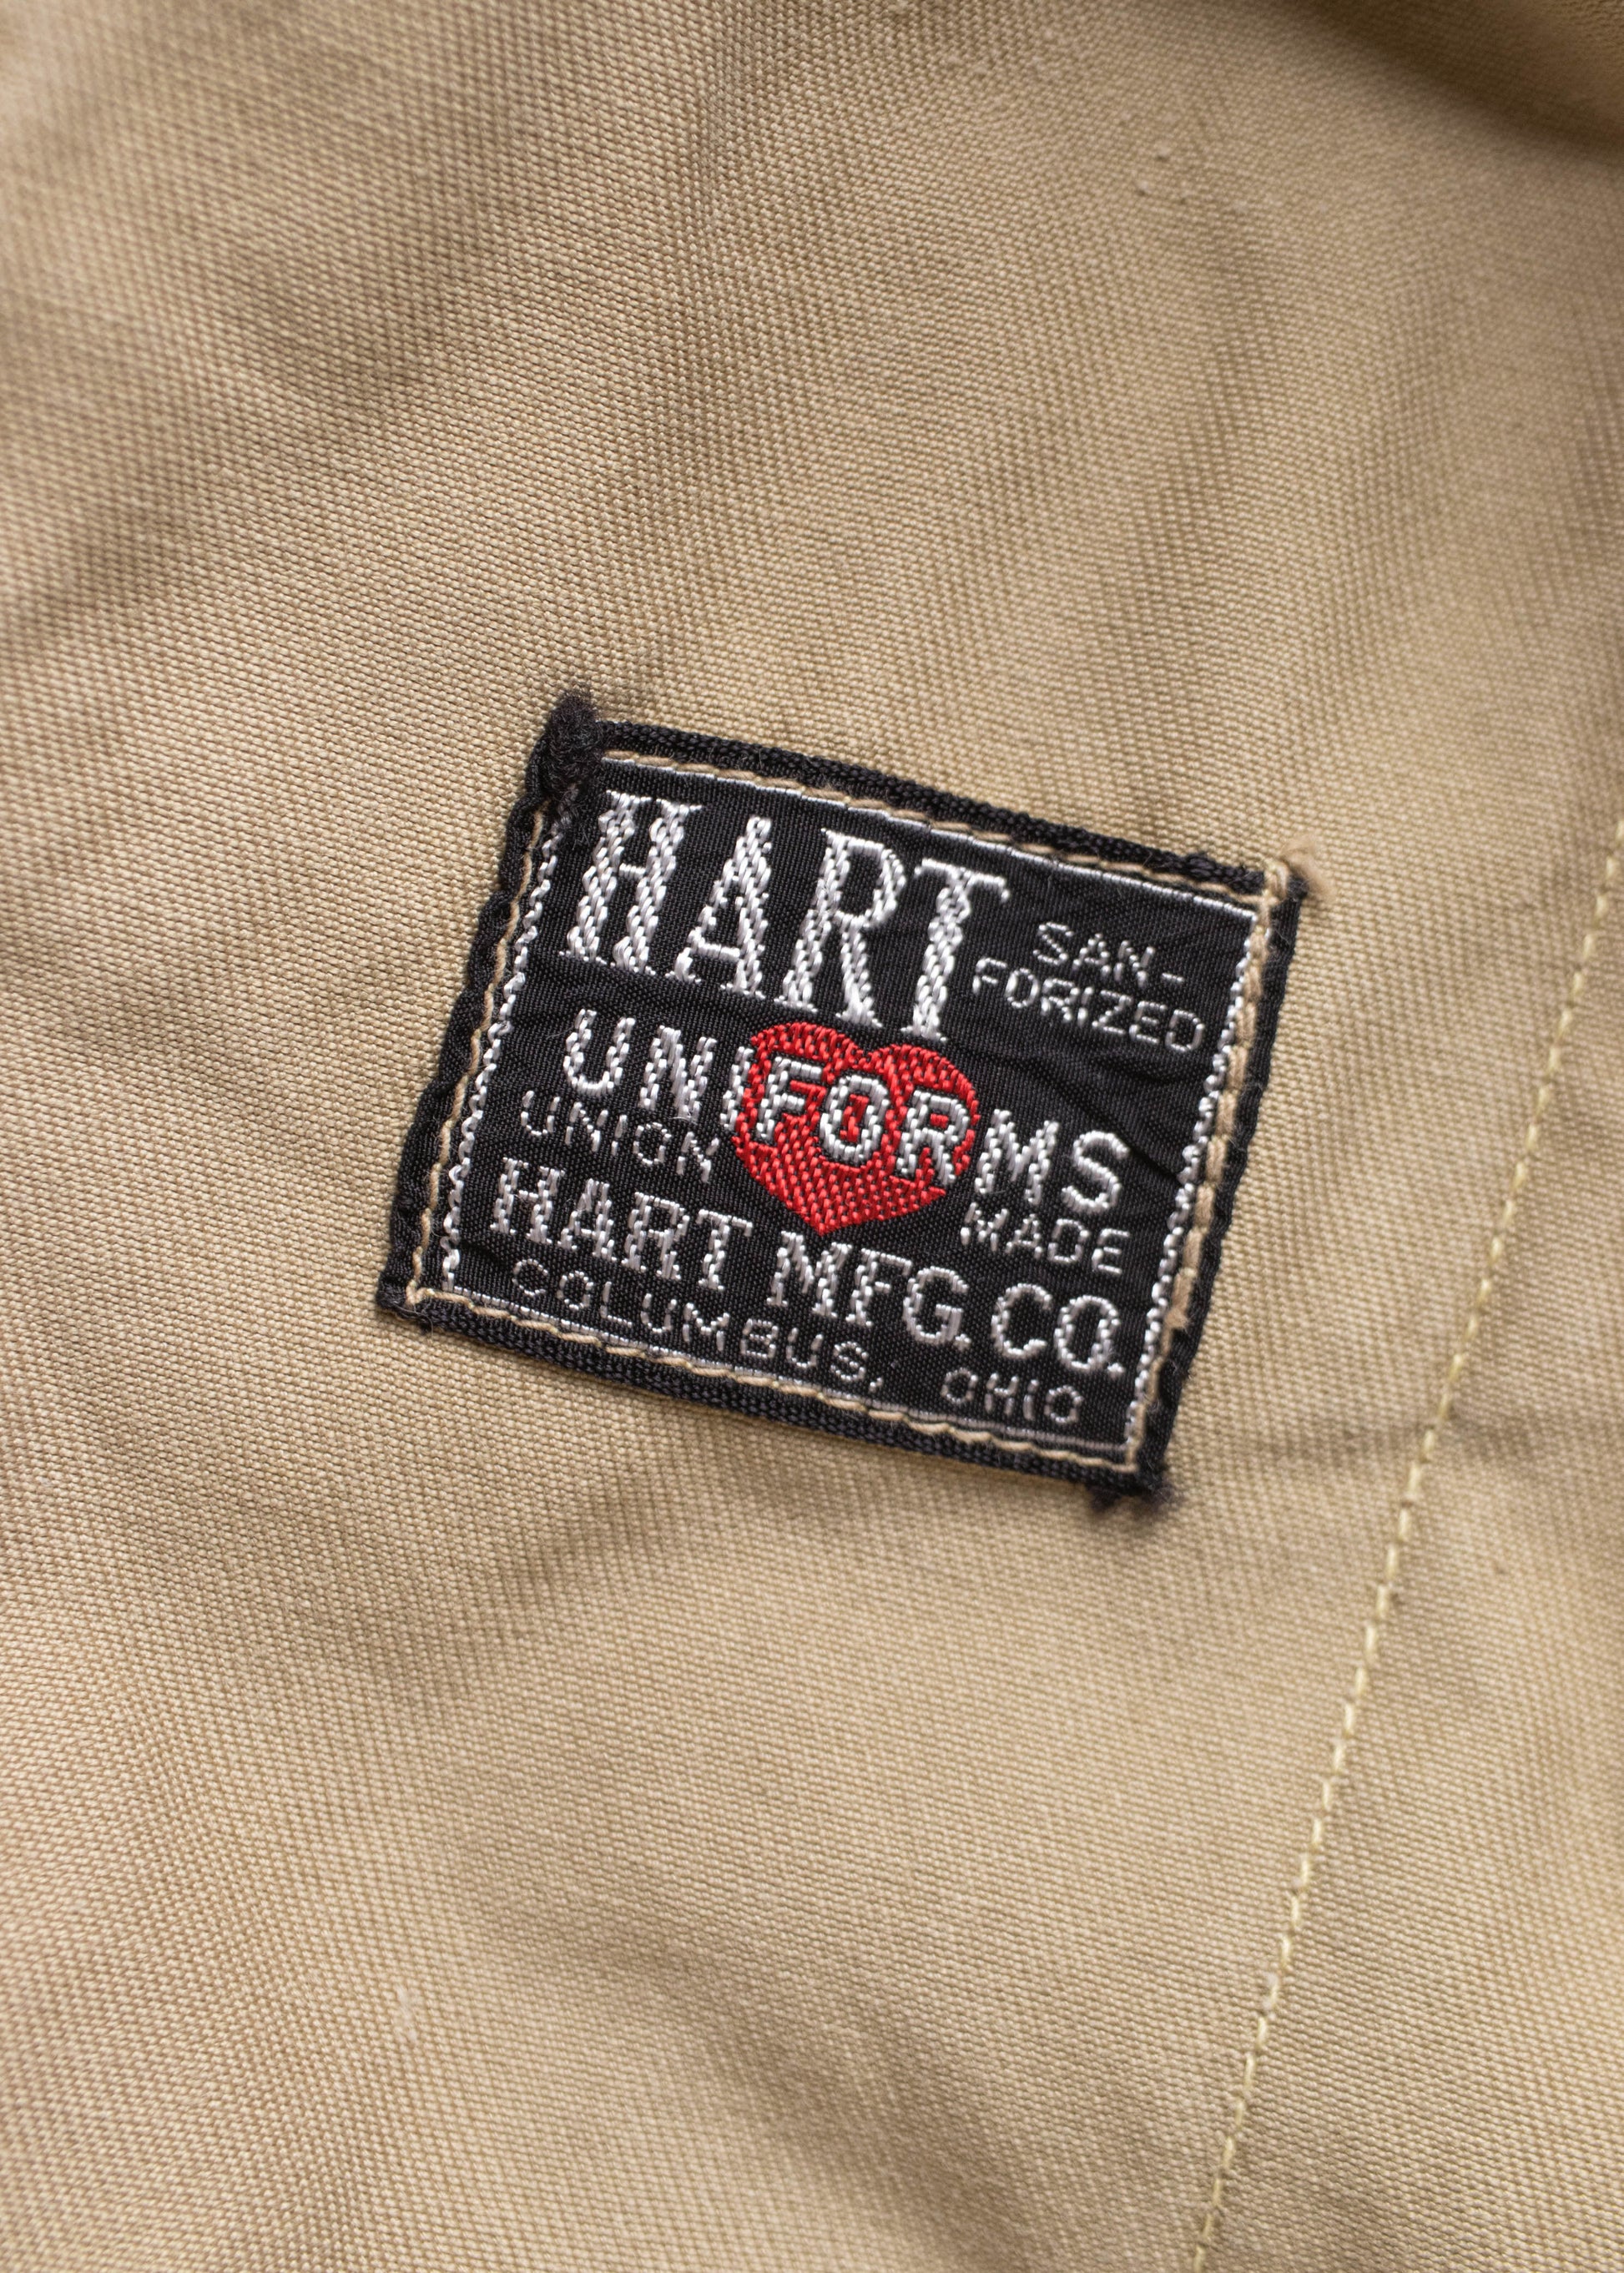 HART SAN-
FORIZED
UNIFORMS
UNION MADE
HART MFG. CO.
COLUMBUS, OHIO